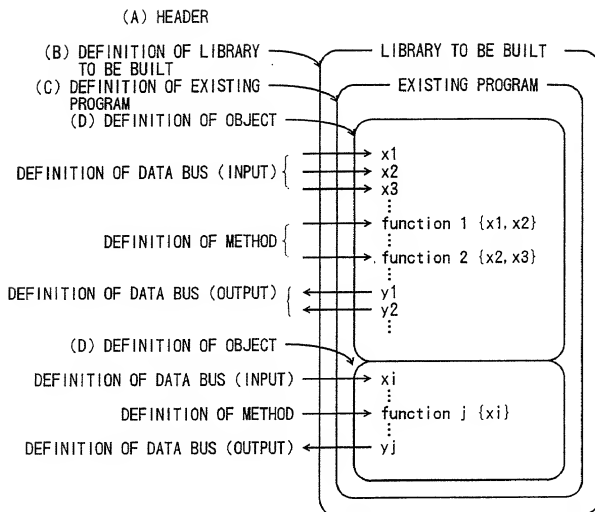 (A) HEADER
(B) DEFINITION OF LIBRARY
TO BE BUILT
LIBRARY TO BE BUILT
(C) DEFINITION OF EXISTING
PROGRAM
EXISTING PROGRAM
(D) DEFINITION OF OBJECT
DEFINITION OF DATA BUS (INPUT)
x1
x2
x3
DEFINITION OF METHOD
function 1 {x1, x2}
function 2 {x2, x3}
DEFINITION OF DATA BUS (OUTPUT)
y1
y2
(D) DEFINITION OF OBJECT
DEFINITION OF DATA BUS (INPUT)
xi
DEFINITION OF METHOD
function j {xi}
DEFINITION OF DATA BUS (OUTPUT)
yj